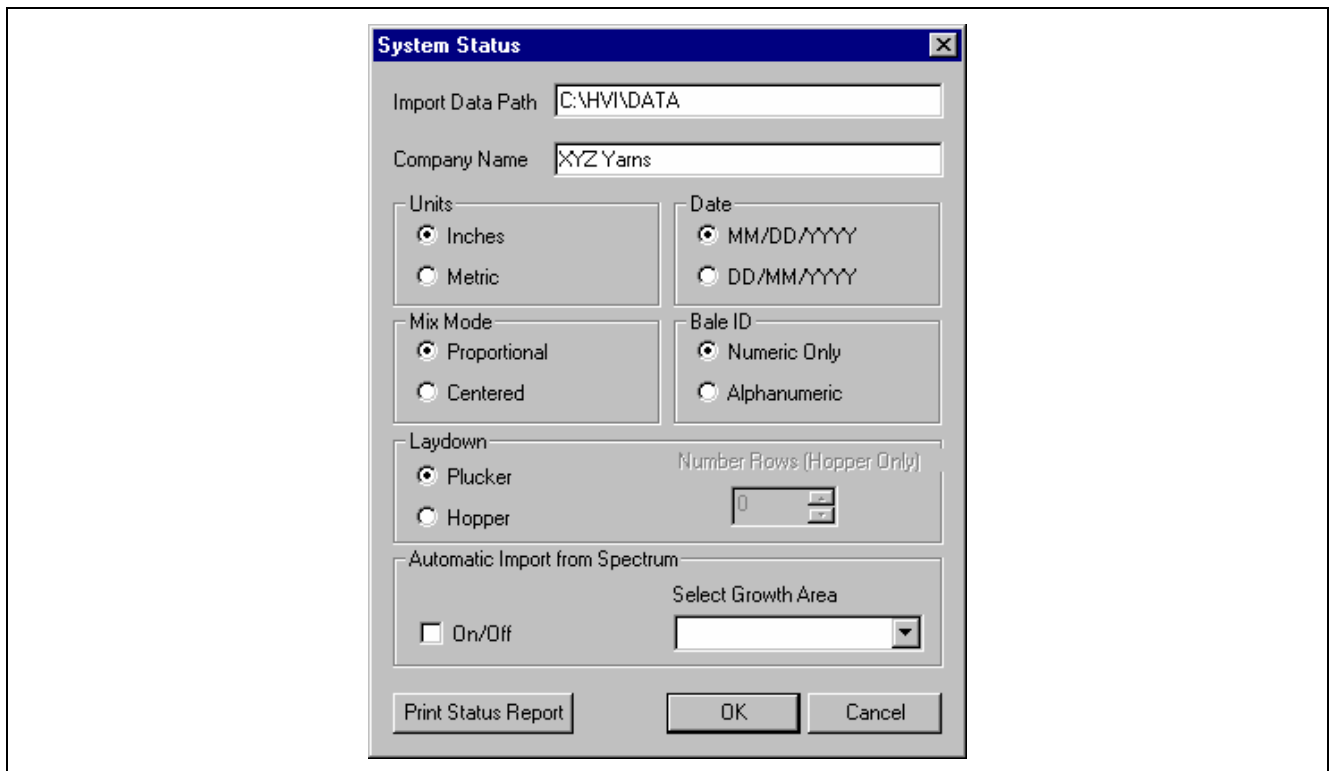 System Status
Import Data Path C:\HVI\DATA
Company Name XYZ Yarns
Units Date
Inches MM/DD/YYYY
Metric DD/MM/YYYY
Mix Mode Bale ID
Proportional Numeric Only
Centered Alphanumeric
Laydown
Number Rows (Hopper Only)
Plucker
0
Hopper
Automatic Import from Spectrum
Select Growth Area
On/Off
Print Status Report OK Cancel